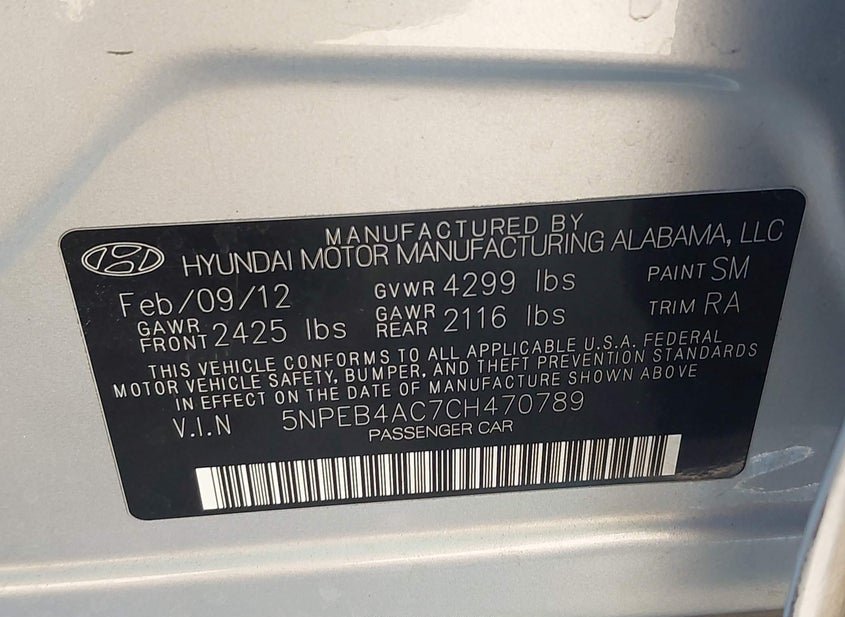 MANUFACTURED BY
HYUNDAI MOTOR MANUFACTURING ALABAMA, LLC
Feb/09/12 GVWR 4299 lbs PAINT SM
GAWR FRONT 2425 lbs GAWR REAR 2116 lbs TRIM RA
THIS VEHICLE CONFORMS TO ALL APPLICABLE U.S.A. FEDERAL
MOTOR VEHICLE SAFETY, BUMPER, AND THEFT PREVENTION STANDARDS
IN EFFECT ON THE DATE OF MANUFACTURE SHOWN ABOVE
V.I.N 5NPEB4AC7CH470789
PASSENGER CAR